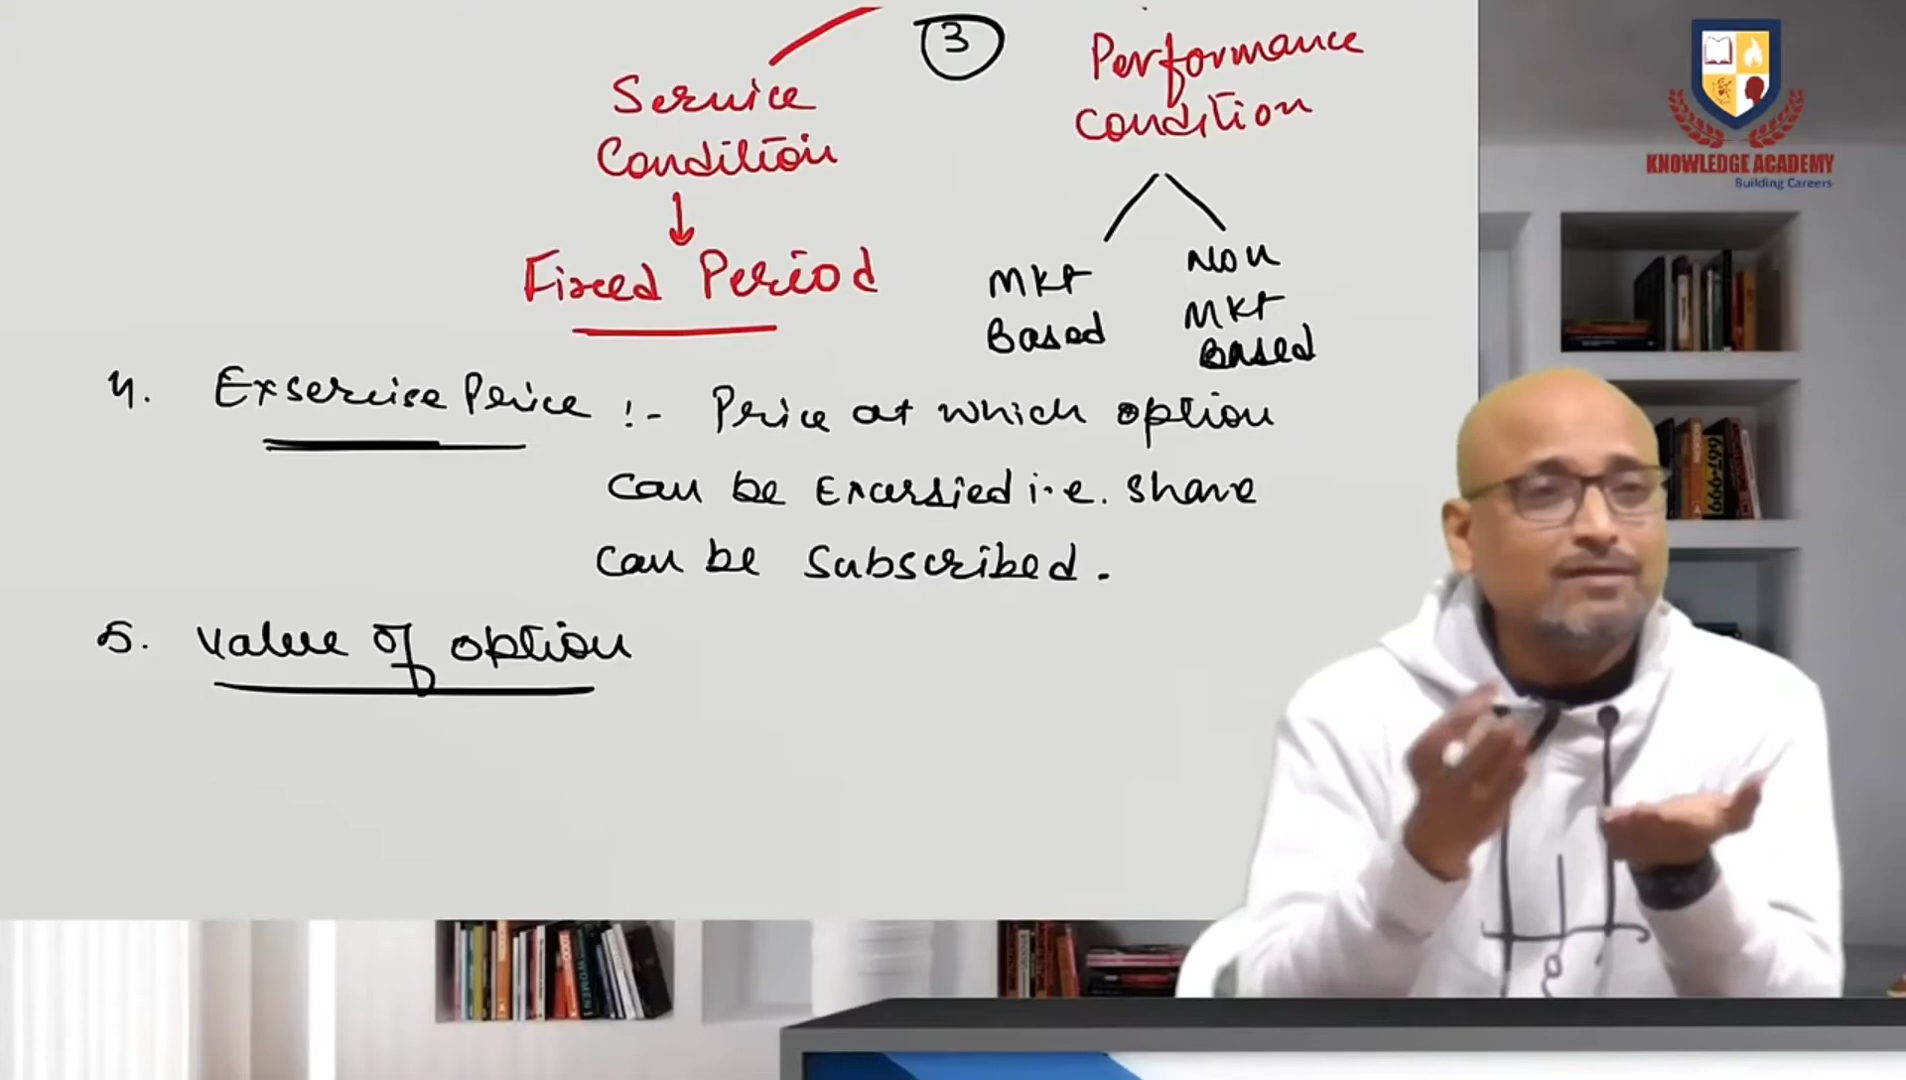 3
Service
Condition
Performance
Condition
Fixed Period
Mkt
Based
Non
Mkt
Based
4. Exsercise Price :- Price at which option
can be Excersied i.e. share
can be subscribed.
5. Value of option
KNOWLEDGE ACADEMY
Building Careers